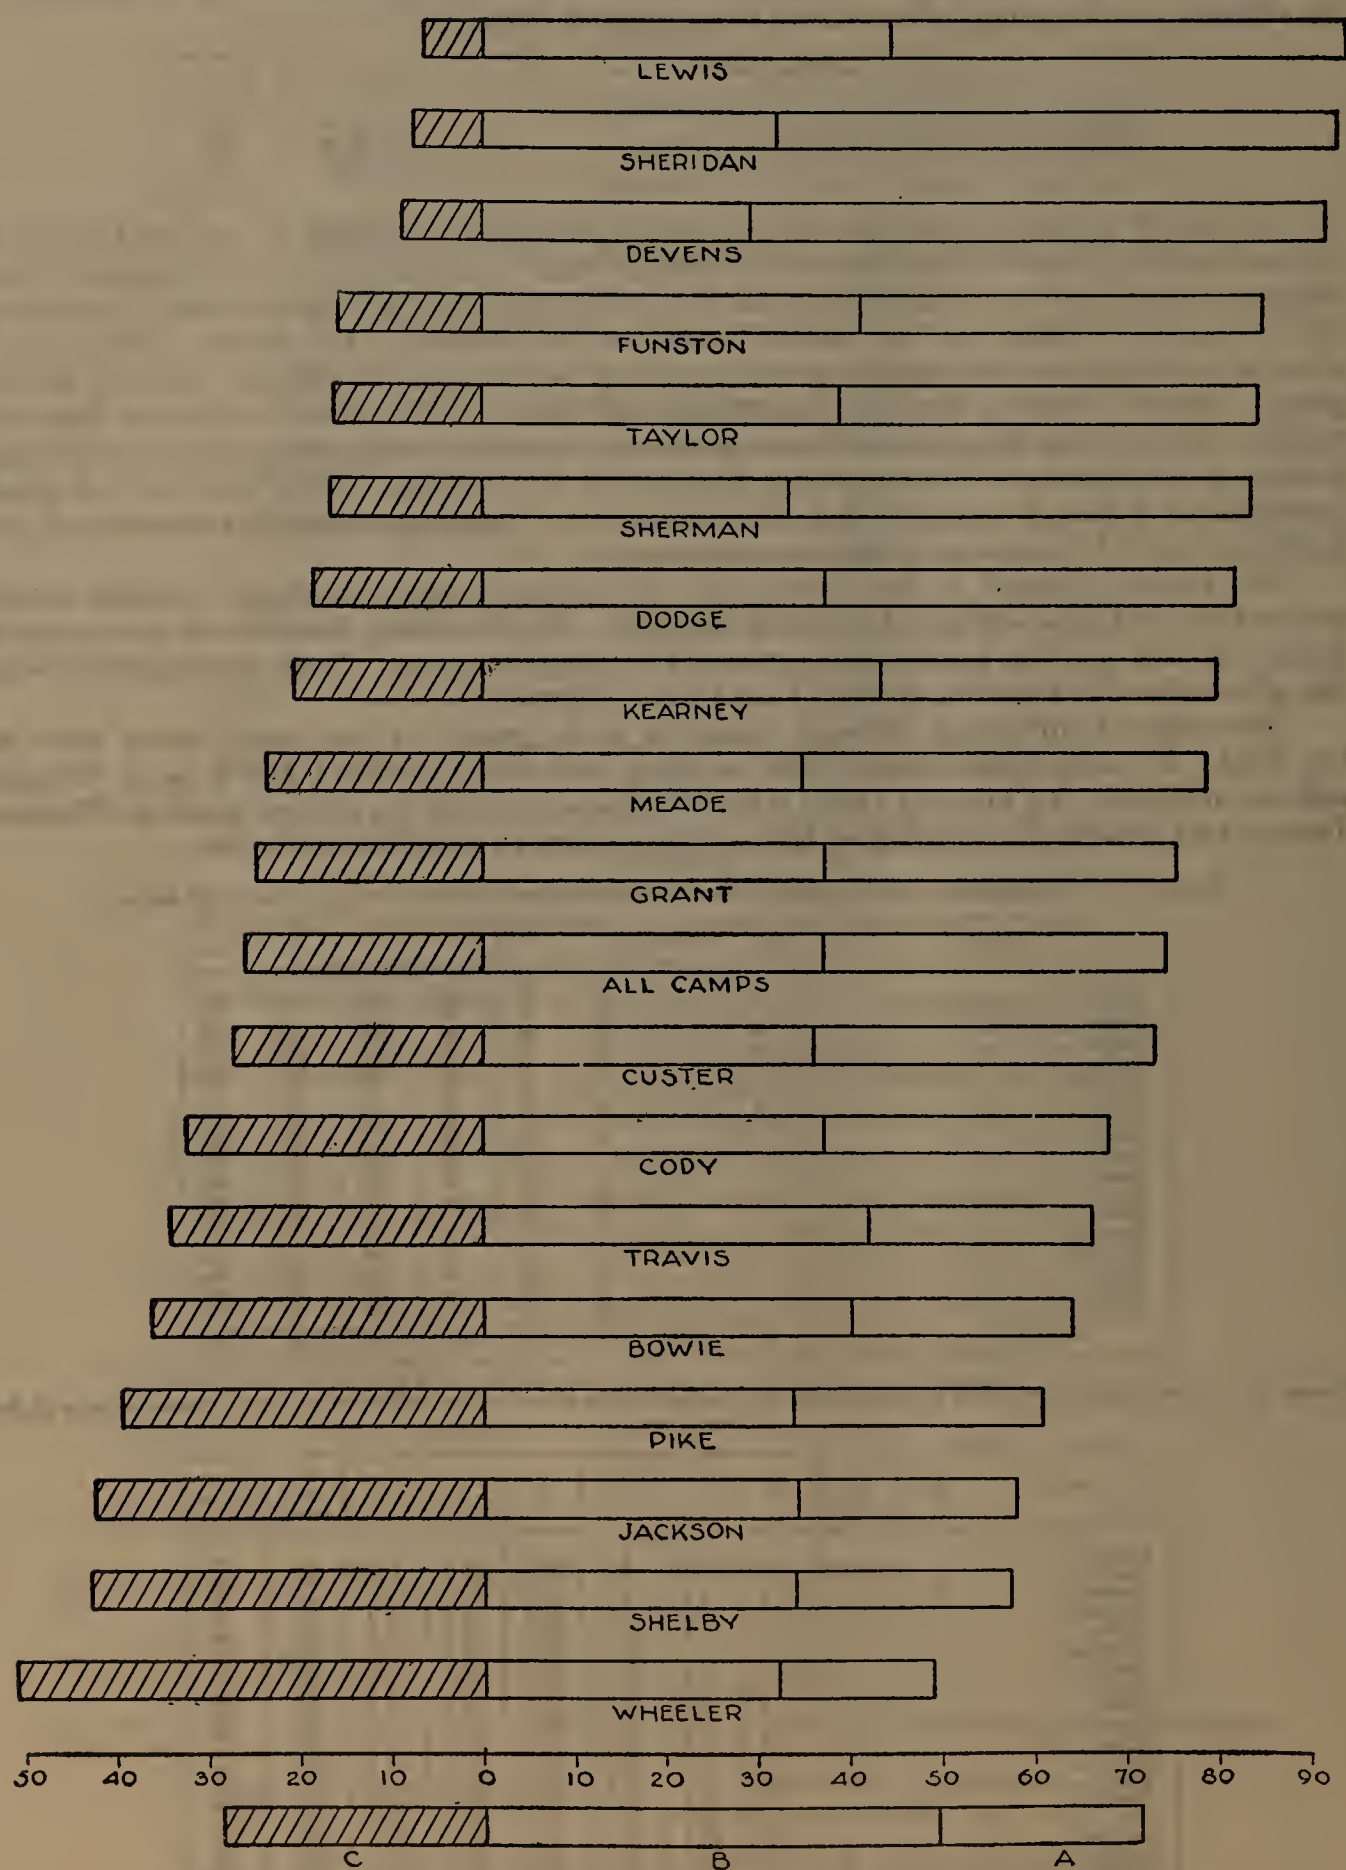 LEWIS
SHERIDAN
DEVENS
FUNSTON
TAYLOR
SHERMAN
DODGE
KEARNEY
MEADE
GRANT
ALL CAMPS
CUSTER
CODY
TRAVIS
BOWIE
PIKE
JACKSON
SHELBY
WHEELER
50 40 30 20 10 0 10 20 30 40 50 60 70 80 90
C B A